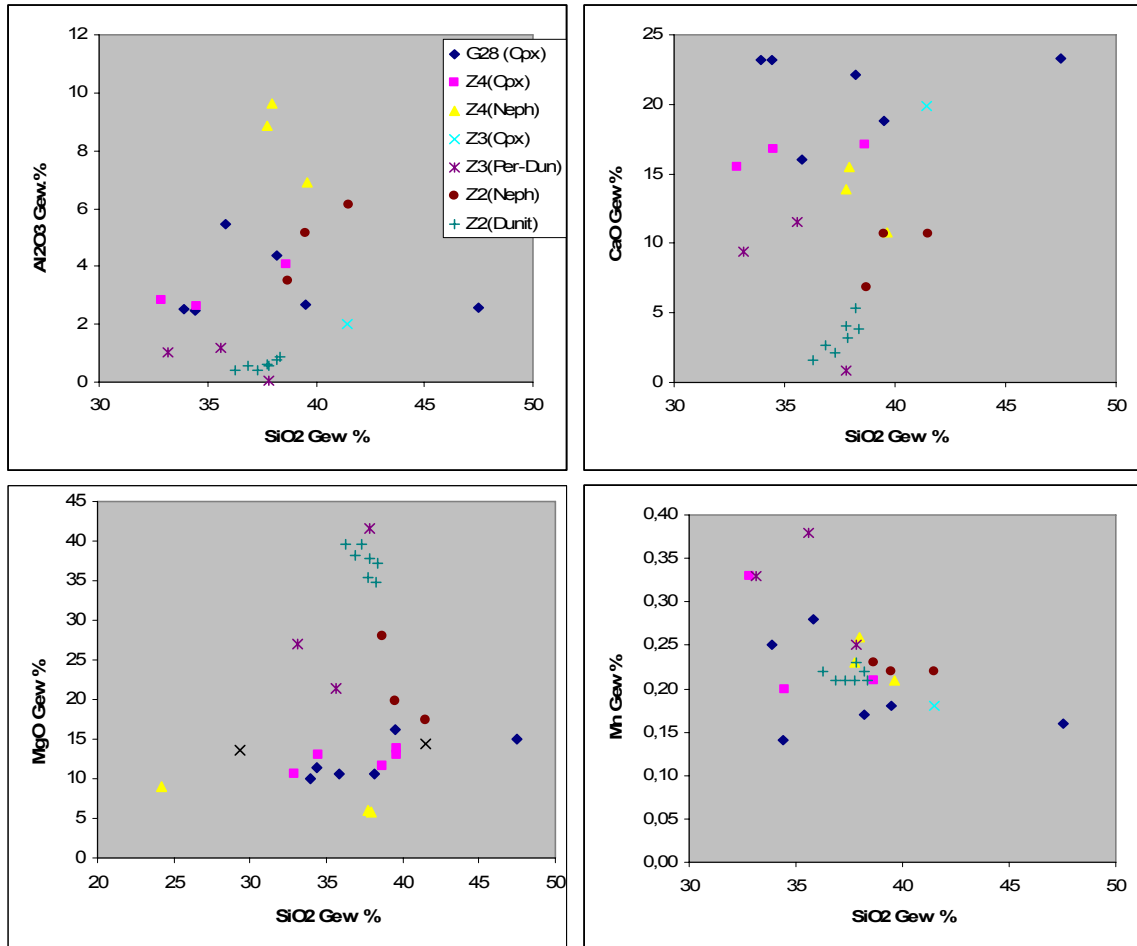 12
10
8
6
4
2
0
30 35 40 45 50
Al2O3 Gew.%
SiO2 Gew %
G28 (Cpx)
Z4(Cpx)
Z4(Neph)
Z3(Cpx)
Z3(Per-Dun)
Z2(Neph)
Z2(Dunit)
25
20
15
10
5
0
30 35 40 45 50
CaO Gew%
SiO2 Gew %
45
40
35
30
25
20
15
10
5
0
20 25 30 35 40 45 50
MgO Gew %
SiO2 Gew %
0,40
0,35
0,30
0,25
0,20
0,15
0,10
0,05
0,00
30 35 40 45 50
Mn Gew%
SiO2 Gew %